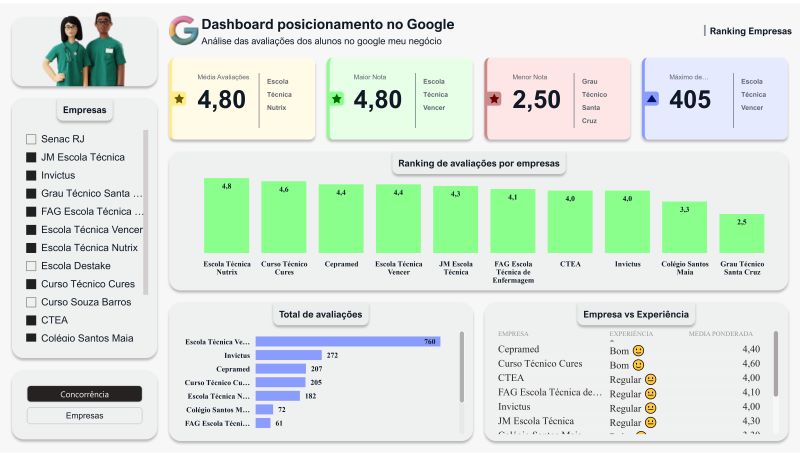 Dashboard posicionamento no Google
Análise das avaliações dos alunos no google meu negócio
Ranking Empresas
Empresas
Senac RJ
JM Escola Técnica
Invictus
Grau Técnico Santa ...
FAG Escola Técnica ...
Escola Técnica Vencer
Escola Técnica Nutrix
Escola Destake
Curso Técnico Cures
Curso Souza Barros
CTEA
Colégio Santos Maia
Concorrência
Empresas
Média Avaliações
4,80
Escola
Técnica
Nutrix
Maior Nota
4,80
Escola
Técnica
Vencer
Menor Nota
2,50
Grau
Técnico
Santa
Cruz
Máximo de...
405
Escola
Técnica
Vencer
Ranking de avaliações por empresas
4,8
4,6
4,4
4,4
4,3
4,1
4,0
4,0
3,3
2,5
Escola Técnica
Nutrix
Curso Técnico
Cures
Cepramed
Escola Técnica
Vencer
JM Escola
Técnica
FAG Escola
Técnica de
Enfermagem
CTEA
Invictus
Colégio Santos
Maia
Grau Técnico
Santa Cruz
Total de avaliações
Escola Técnica Ve... 760
Invictus 272
Cepramed 207
Curso Técnico Cu... 205
Escola Técnica N... 182
Colégio Santos M... 72
FAG Escola Técni... 61
Empresa vs Experiência
EMPRESA EXPERIÊNCIA MÉDIA PONDERADA
Cepramed Bom 4,40
Curso Técnico Cures Bom 4,60
CTEA Regular 4,00
FAG Escola Técnica de... Regular 4,10
Invictus Regular 4,00
JM Escola Técnica Regular 4,30